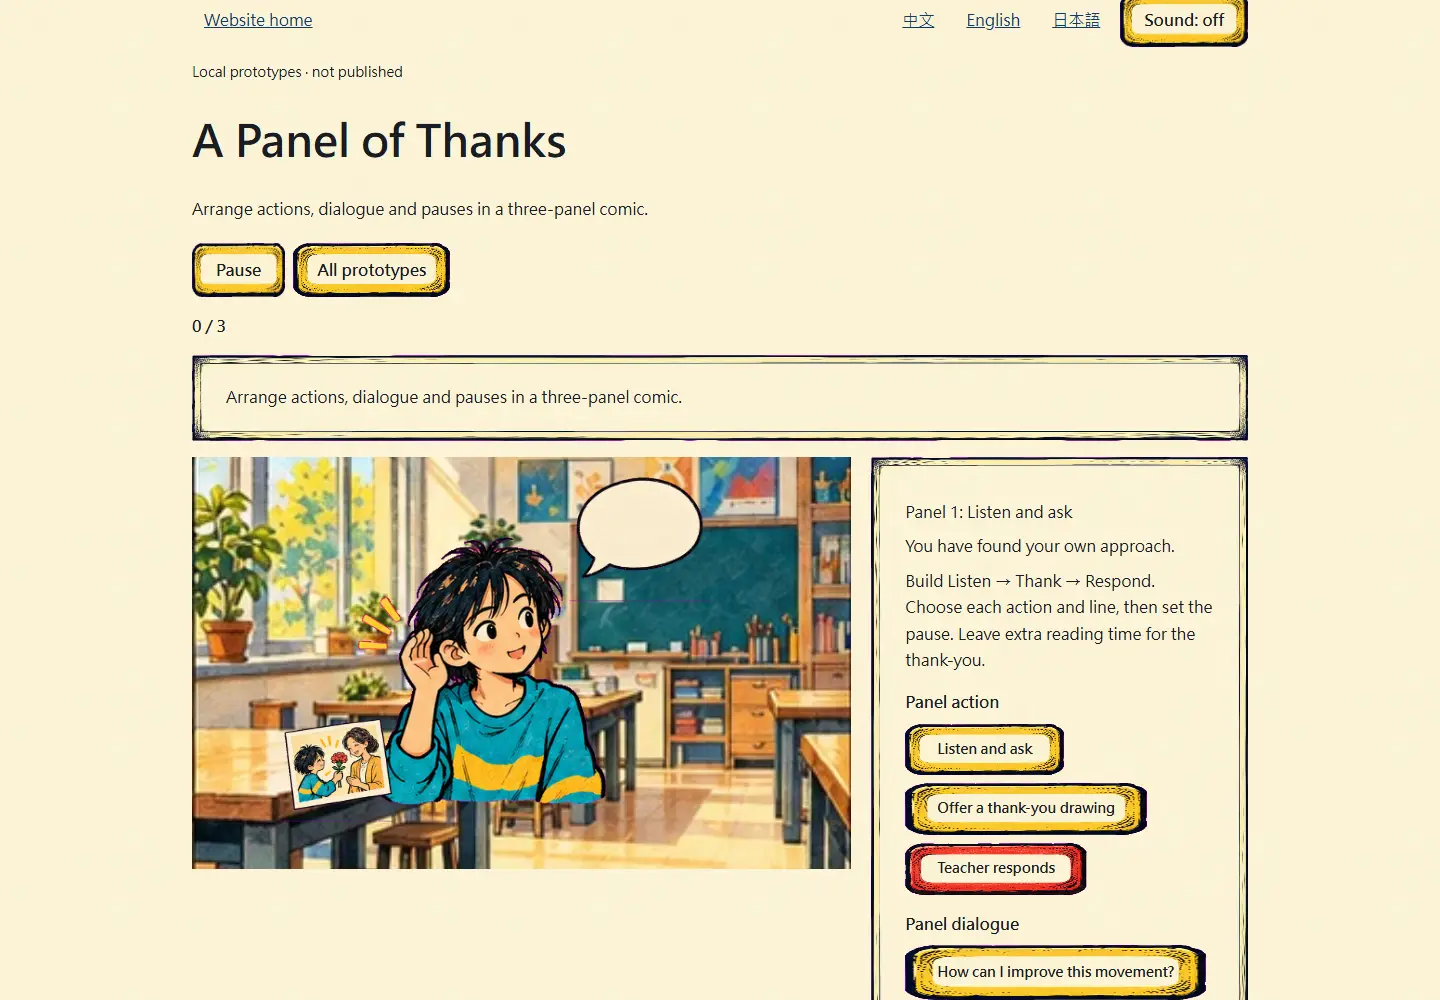 Website home
中文
English
日本語
Sound: off
Local prototypes · not published
A Panel of Thanks
Arrange actions, dialogue and pauses in a three-panel comic.
Pause
All prototypes
0 / 3
Arrange actions, dialogue and pauses in a three-panel comic.
Panel 1: Listen and ask
You have found your own approach.
Build Listen → Thank → Respond.
Choose each action and line, then set the
pause. Leave extra reading time for the
thank-you.
Panel action
Listen and ask
Offer a thank-you drawing
Teacher responds
Panel dialogue
How can I improve this movement?